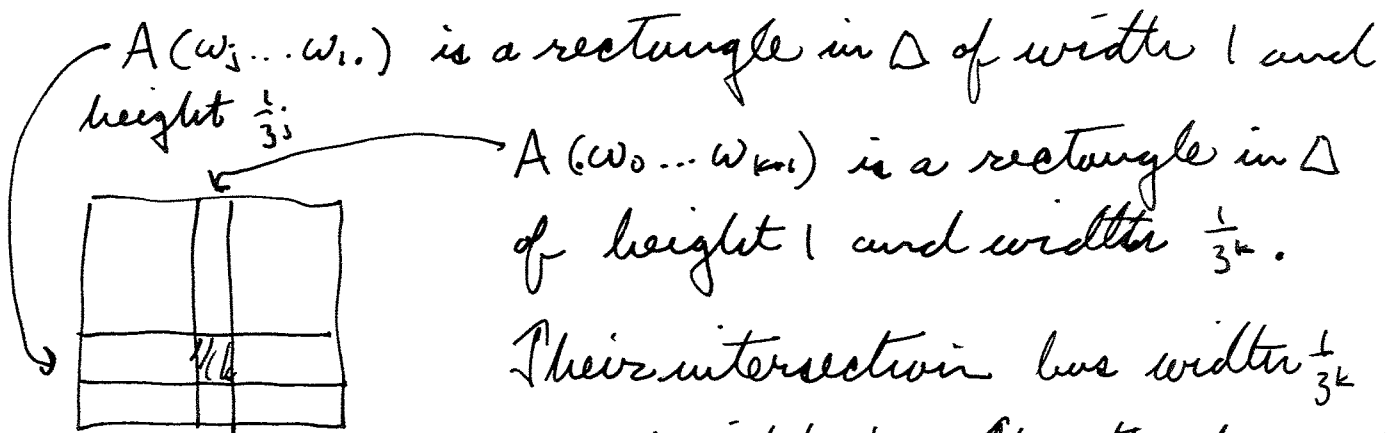 A(ω_j...ω_1.) is a rectangle in Δ of width 1 and
height 1/3^j
A(.ω_0...ω_{k-1}) is a rectangle in Δ
of height 1 and width 1/3^k.
Their intersection has width 1/3^k